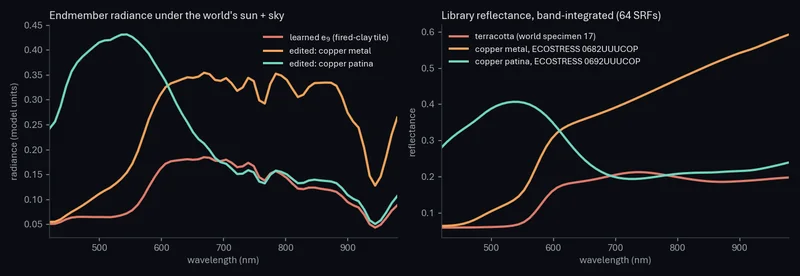 Endmember radiance under the world's sun + sky
0.45
0.40
0.35
0.30
0.25
0.20
0.15
0.10
0.05
radiance (model units)
learned e₉ (fired-clay tile)
edited: copper metal
edited: copper patina
500
600
700
800
900
wavelength (nm)
Library reflectance, band-integrated (64 SRFs)
0.6
0.5
0.4
0.3
0.2
0.1
reflectance
terracotta (world specimen 17)
copper metal, ECOSTRESS 0682UUUCOP
copper patina, ECOSTRESS 0692UUUCOP
500
600
700
800
900
wavelength (nm)